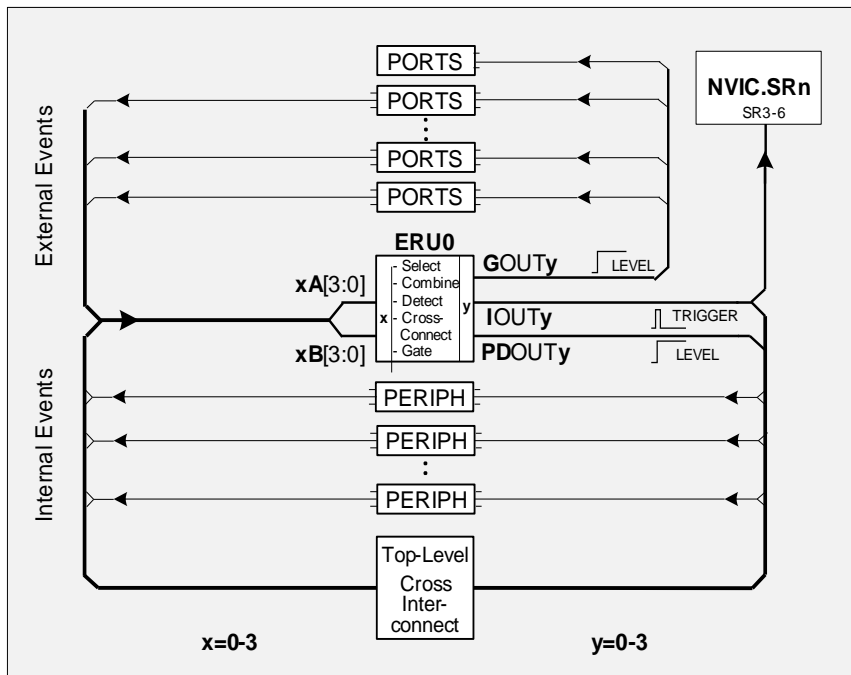 PORTS
PORTS
PORTS
PORTS
NVIC.SRn
SR3-6
External Events
ERU0
xA[3:0]
xB[3:0]
x
- Select
- Combine
- Detect
- Cross-
Connect
- Gate
y
GOUTy
LEVEL
IOUTy
TRIGGER
PDOUTy
LEVEL
Internal Events
PERIPH
PERIPH
PERIPH
Top-Level
Cross
Inter-
connect
x=0-3
y=0-3